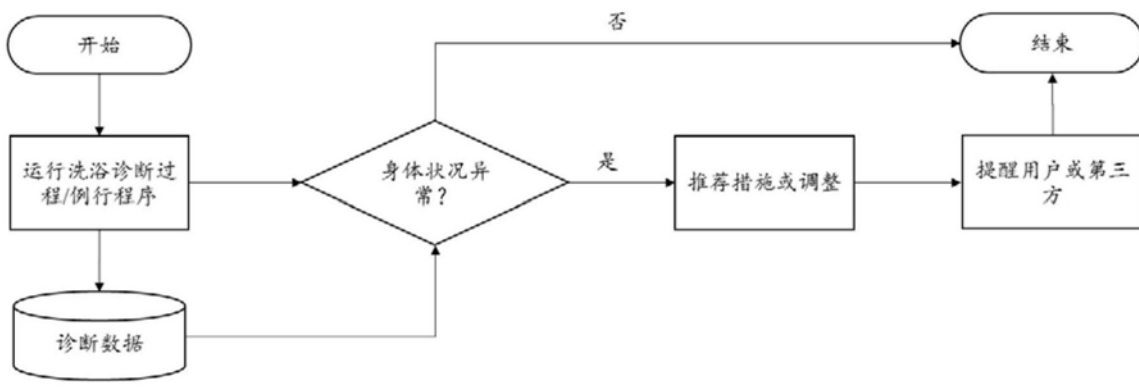 开始
否
结束
运行洗浴诊断过
程/例行程序
身体状况异
常?
是
推荐措施或调整
提醒用户或第三
方
诊断数据